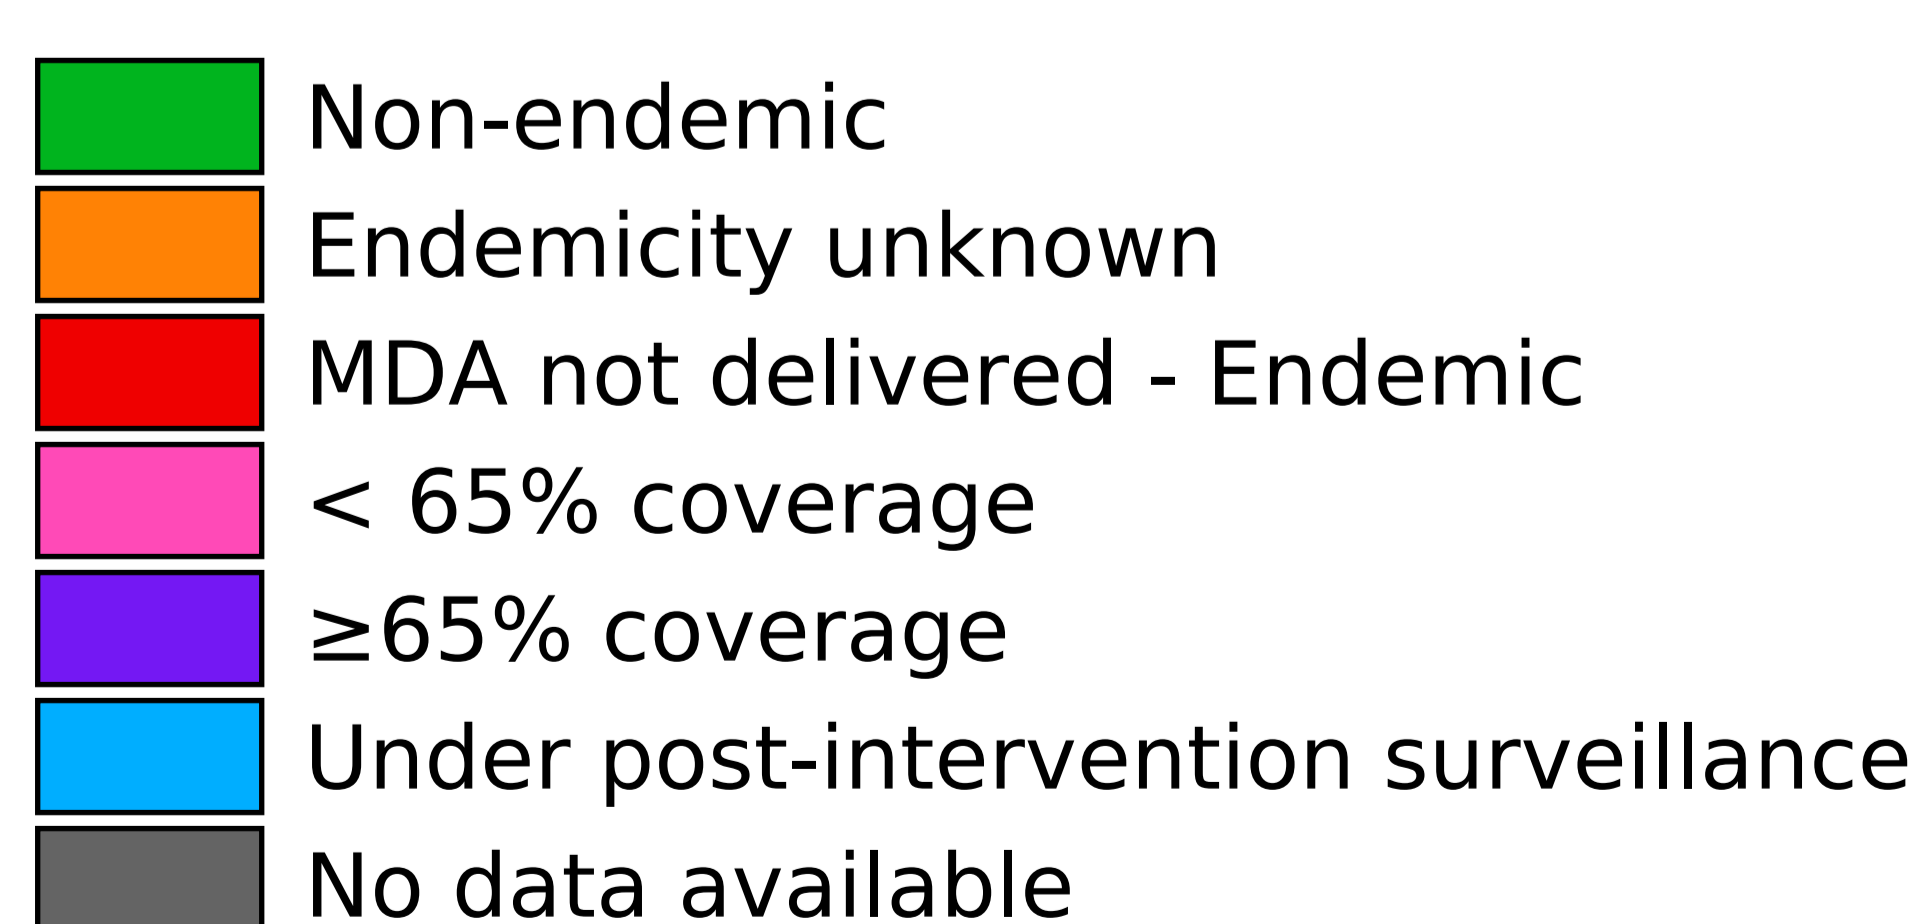 Non-endemic
Endemicity unknown
MDA not delivered - Endemic
< 65% coverage
≥65% coverage
Under post-intervention surveillance
No data available